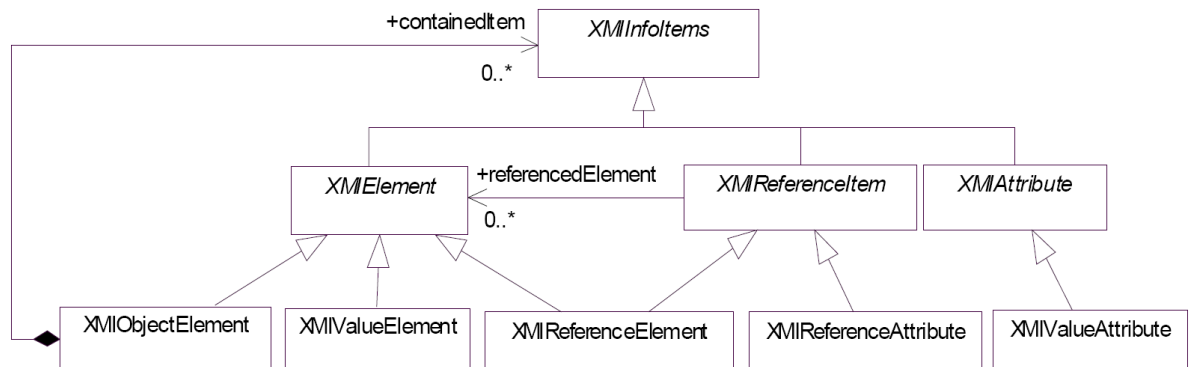 +containedItem
XMIInfoItems
0..*
XMIElement
+referencedElement
XMIReferenceItem
XMIAttribute
0..*
XMIObjectElement
XMIValueElement
XMIReferenceElement
XMIReferenceAttribute
XMIValueAttribute